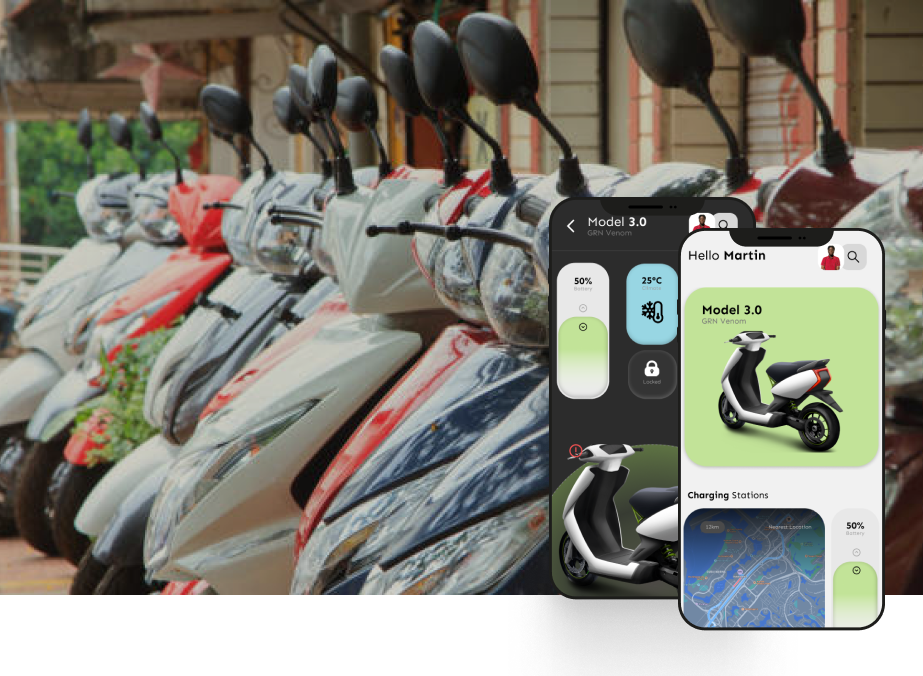 Model 3.0
GRN Venom
50%
Battery
25°C
Locked
Hello Martin
Model 3.0
GRN Venom
Charging Stations
Nearest Location
50%
Battery